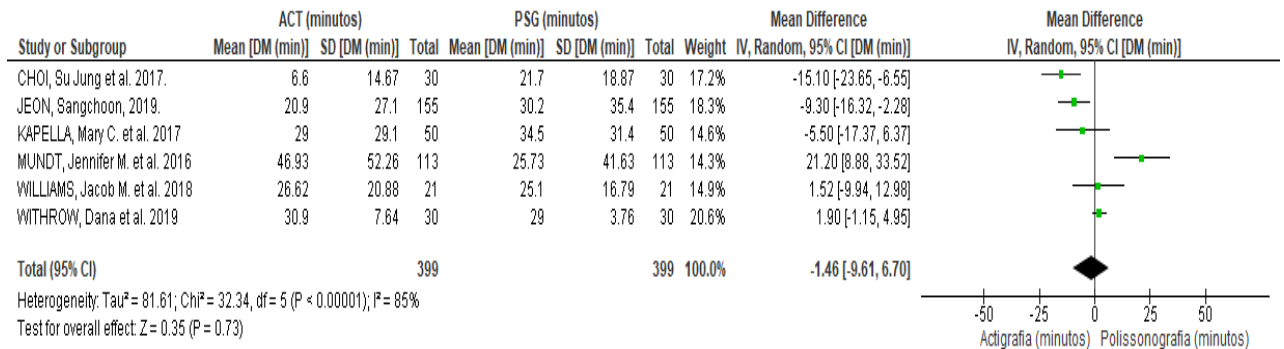 ACT (minutos) PSG (minutos) Mean Difference Mean Difference
Study or Subgroup Mean [DM (min)] SD [DM (min)] Total Mean [DM (min)] SD [DM (min)] Total Weight IV, Random, 95% CI [DM (min)] IV, Random, 95% CI [DM (min)]
CHOI, Su Jung et al. 2017. 6.6 14.67 30 21.7 18.87 30 17.2% -15.10 [-23.65, -6.55]
JEON, Sangchoon, 2019. 20.9 27.1 155 30.2 35.4 155 18.3% -9.30 [-16.32, -2.28]
KAPELLA, Mary C. et al. 2017 29 29.1 50 34.5 31.4 50 14.6% -5.50 [-17.37, 6.37]
MUNDT, Jennifer M. et al. 2016 46.93 52.26 113 25.73 41.63 113 14.3% 21.20 [8.88, 33.52]
WILLIAMS, Jacob M. et al. 2018 26.62 20.88 21 25.1 16.79 21 14.9% 1.52 [-9.94, 12.98]
WITHROW, Dana et al. 2019 30.9 7.64 30 29 3.76 30 20.6% 1.90 [-1.15, 4.95]
Total (95% CI) 399 399 100.0% -1.46 [-9.61, 6.70]
Heterogeneity: Tau² = 81.61; Chi² = 32.34, df = 5 (P < 0.00001); I² = 85%
Test for overall effect: Z = 0.35 (P = 0.73)
-50 -25 0 25 50
Actigrafia (minutos) Polissonografia (minutos)